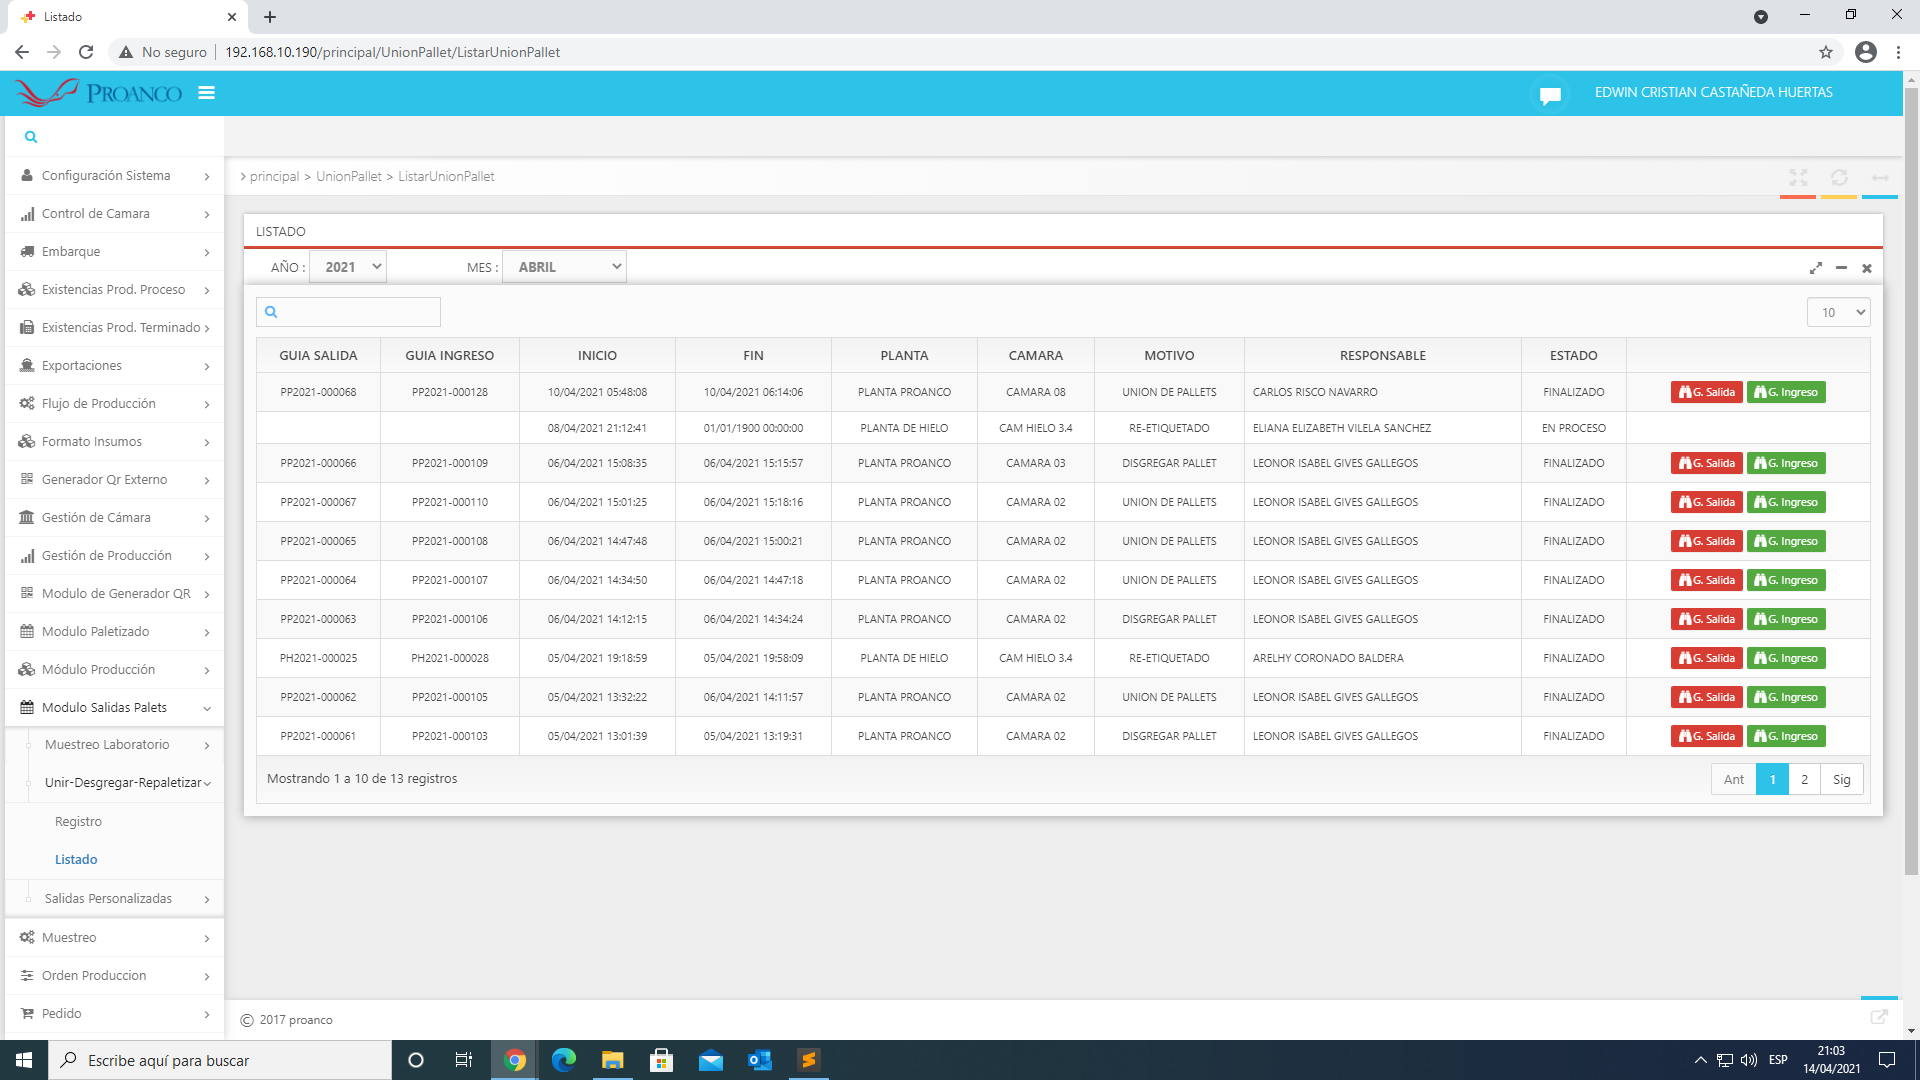 Listado
No seguro
192.168.10.190/principal/UnionPallet/ListarUnionPallet
PROANCO
EDWIN CRISTIAN CASTAÑEDA HUERTAS
Configuración Sistema
Control de Camara
Embarque
Existencias Prod. Proceso
Existencias Prod. Terminado
Exportaciones
Flujo de Producción
Formato Insumos
Generador Qr Externo
Gestión de Cámara
Gestión de Producción
Modulo de Generador QR
Modulo Paletizado
Módulo Producción
Modulo Salidas Palets
Muestreo Laboratorio
Unir-Desgregar-Repaletizar
Registro
Listado
Salidas Personalizadas
Muestreo
Orden Produccion
Pedido
> principal > UnionPallet > ListarUnionPallet
LISTADO
AÑO : 2021 MES : ABRIL
10
GUIA SALIDA GUIA INGRESO INICIO FIN PLANTA CAMARA MOTIVO RESPONSABLE ESTADO
PP2021-000068 PP2021-000128 10/04/2021 05:48:08 10/04/2021 06:14:06 PLANTA PROANCO CAMARA 08 UNION DE PALLETS CARLOS RISCO NAVARRO FINALIZADO G. Salida G. Ingreso
08/04/2021 21:12:41 01/01/1900 00:00:00 PLANTA DE HIELO CAM HIELO 3.4 RE-ETIQUETADO ELIANA ELIZABETH VILELA SANCHEZ EN PROCESO
PP2021-000066 PP2021-000109 06/04/2021 15:08:35 06/04/2021 15:15:57 PLANTA PROANCO CAMARA 03 DISGREGAR PALLET LEONOR ISABEL GIVES GALLEGOS FINALIZADO G. Salida G. Ingreso
PP2021-000067 PP2021-000110 06/04/2021 15:01:25 06/04/2021 15:18:16 PLANTA PROANCO CAMARA 02 UNION DE PALLETS LEONOR ISABEL GIVES GALLEGOS FINALIZADO G. Salida G. Ingreso
PP2021-000065 PP2021-000108 06/04/2021 14:47:48 06/04/2021 15:00:21 PLANTA PROANCO CAMARA 02 UNION DE PALLETS LEONOR ISABEL GIVES GALLEGOS FINALIZADO G. Salida G. Ingreso
PP2021-000064 PP2021-000107 06/04/2021 14:34:50 06/04/2021 14:47:18 PLANTA PROANCO CAMARA 02 UNION DE PALLETS LEONOR ISABEL GIVES GALLEGOS FINALIZADO G. Salida G. Ingreso
PP2021-000063 PP2021-000106 06/04/2021 14:12:15 06/04/2021 14:34:24 PLANTA PROANCO CAMARA 02 DISGREGAR PALLET LEONOR ISABEL GIVES GALLEGOS FINALIZADO G. Salida G. Ingreso
PH2021-000025 PH2021-000028 05/04/2021 19:18:59 05/04/2021 19:58:09 PLANTA DE HIELO CAM HIELO 3.4 RE-ETIQUETADO ARELHY CORONADO BALDERA FINALIZADO G. Salida G. Ingreso
PP2021-000062 PP2021-000105 05/04/2021 13:32:22 06/04/2021 14:11:57 PLANTA PROANCO CAMARA 02 UNION DE PALLETS LEONOR ISABEL GIVES GALLEGOS FINALIZADO G. Salida G. Ingreso
PP2021-000061 PP2021-000103 05/04/2021 13:01:39 05/04/2021 13:19:31 PLANTA PROANCO CAMARA 02 DISGREGAR PALLET LEONOR ISABEL GIVES GALLEGOS FINALIZADO G. Salida G. Ingreso
Mostrando 1 a 10 de 13 registros
Ant 1 2 Sig
© 2017 proanco
Escribe aquí para buscar
ESP
21:03
14/04/2021